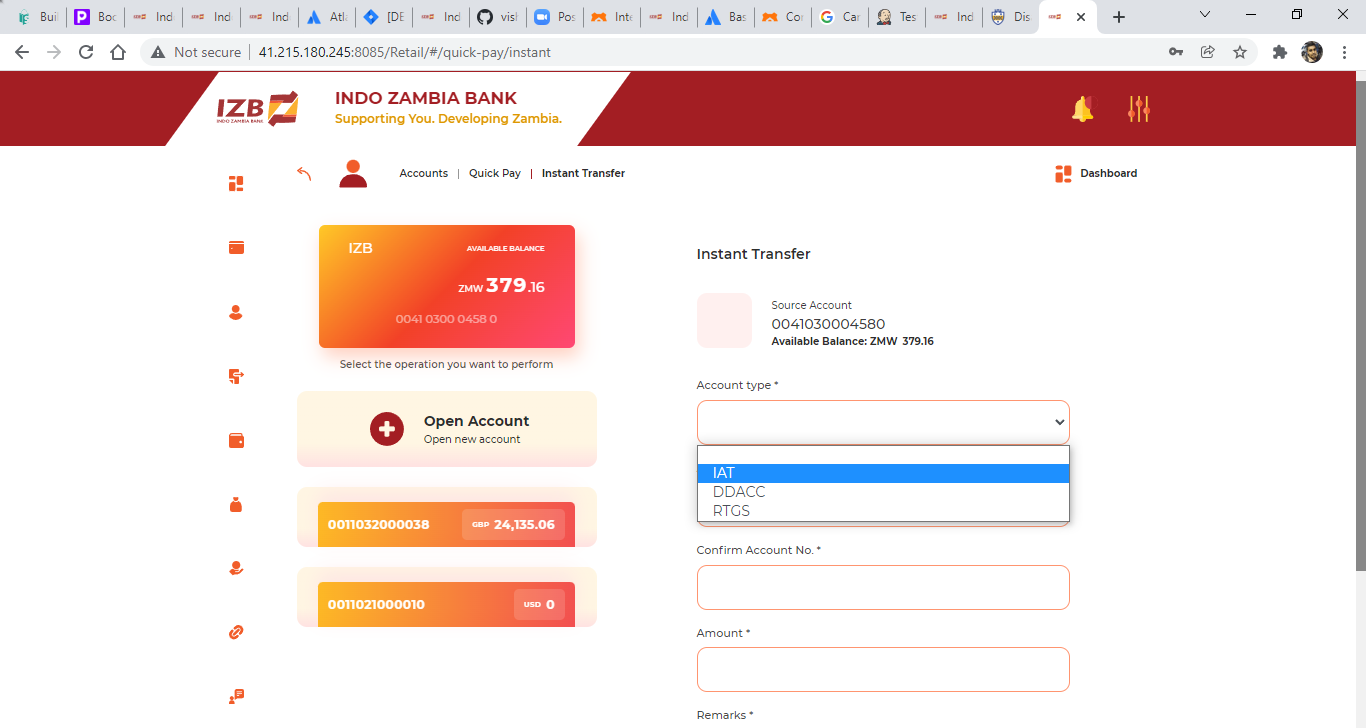 Buil
Boo
Ind
Ind
Ind
Atla
[DE
Ind
visl
Pos
Inte
Ind
Bas
Cor
Car
Tes
Ind
Dis
Not secure | 41.215.180.245:8085/Retail/#/quick-pay/instant
IZB
INDO ZAMBIA BANK
INDO ZAMBIA BANK
Supporting You. Developing Zambia.
Accounts | Quick Pay | Instant Transfer
Dashboard
IZB
AVAILABLE BALANCE
ZMW 379.16
0041 0300 0458 0
Select the operation you want to perform
Open Account
Open new account
0011032000038 GBP 24,135.06
0011021000010 USD 0
Instant Transfer
Source Account
0041030004580
Available Balance: ZMW 379.16
Account type *
IAT
DDACC
RTGS
Confirm Account No. *
Amount *
Remarks *